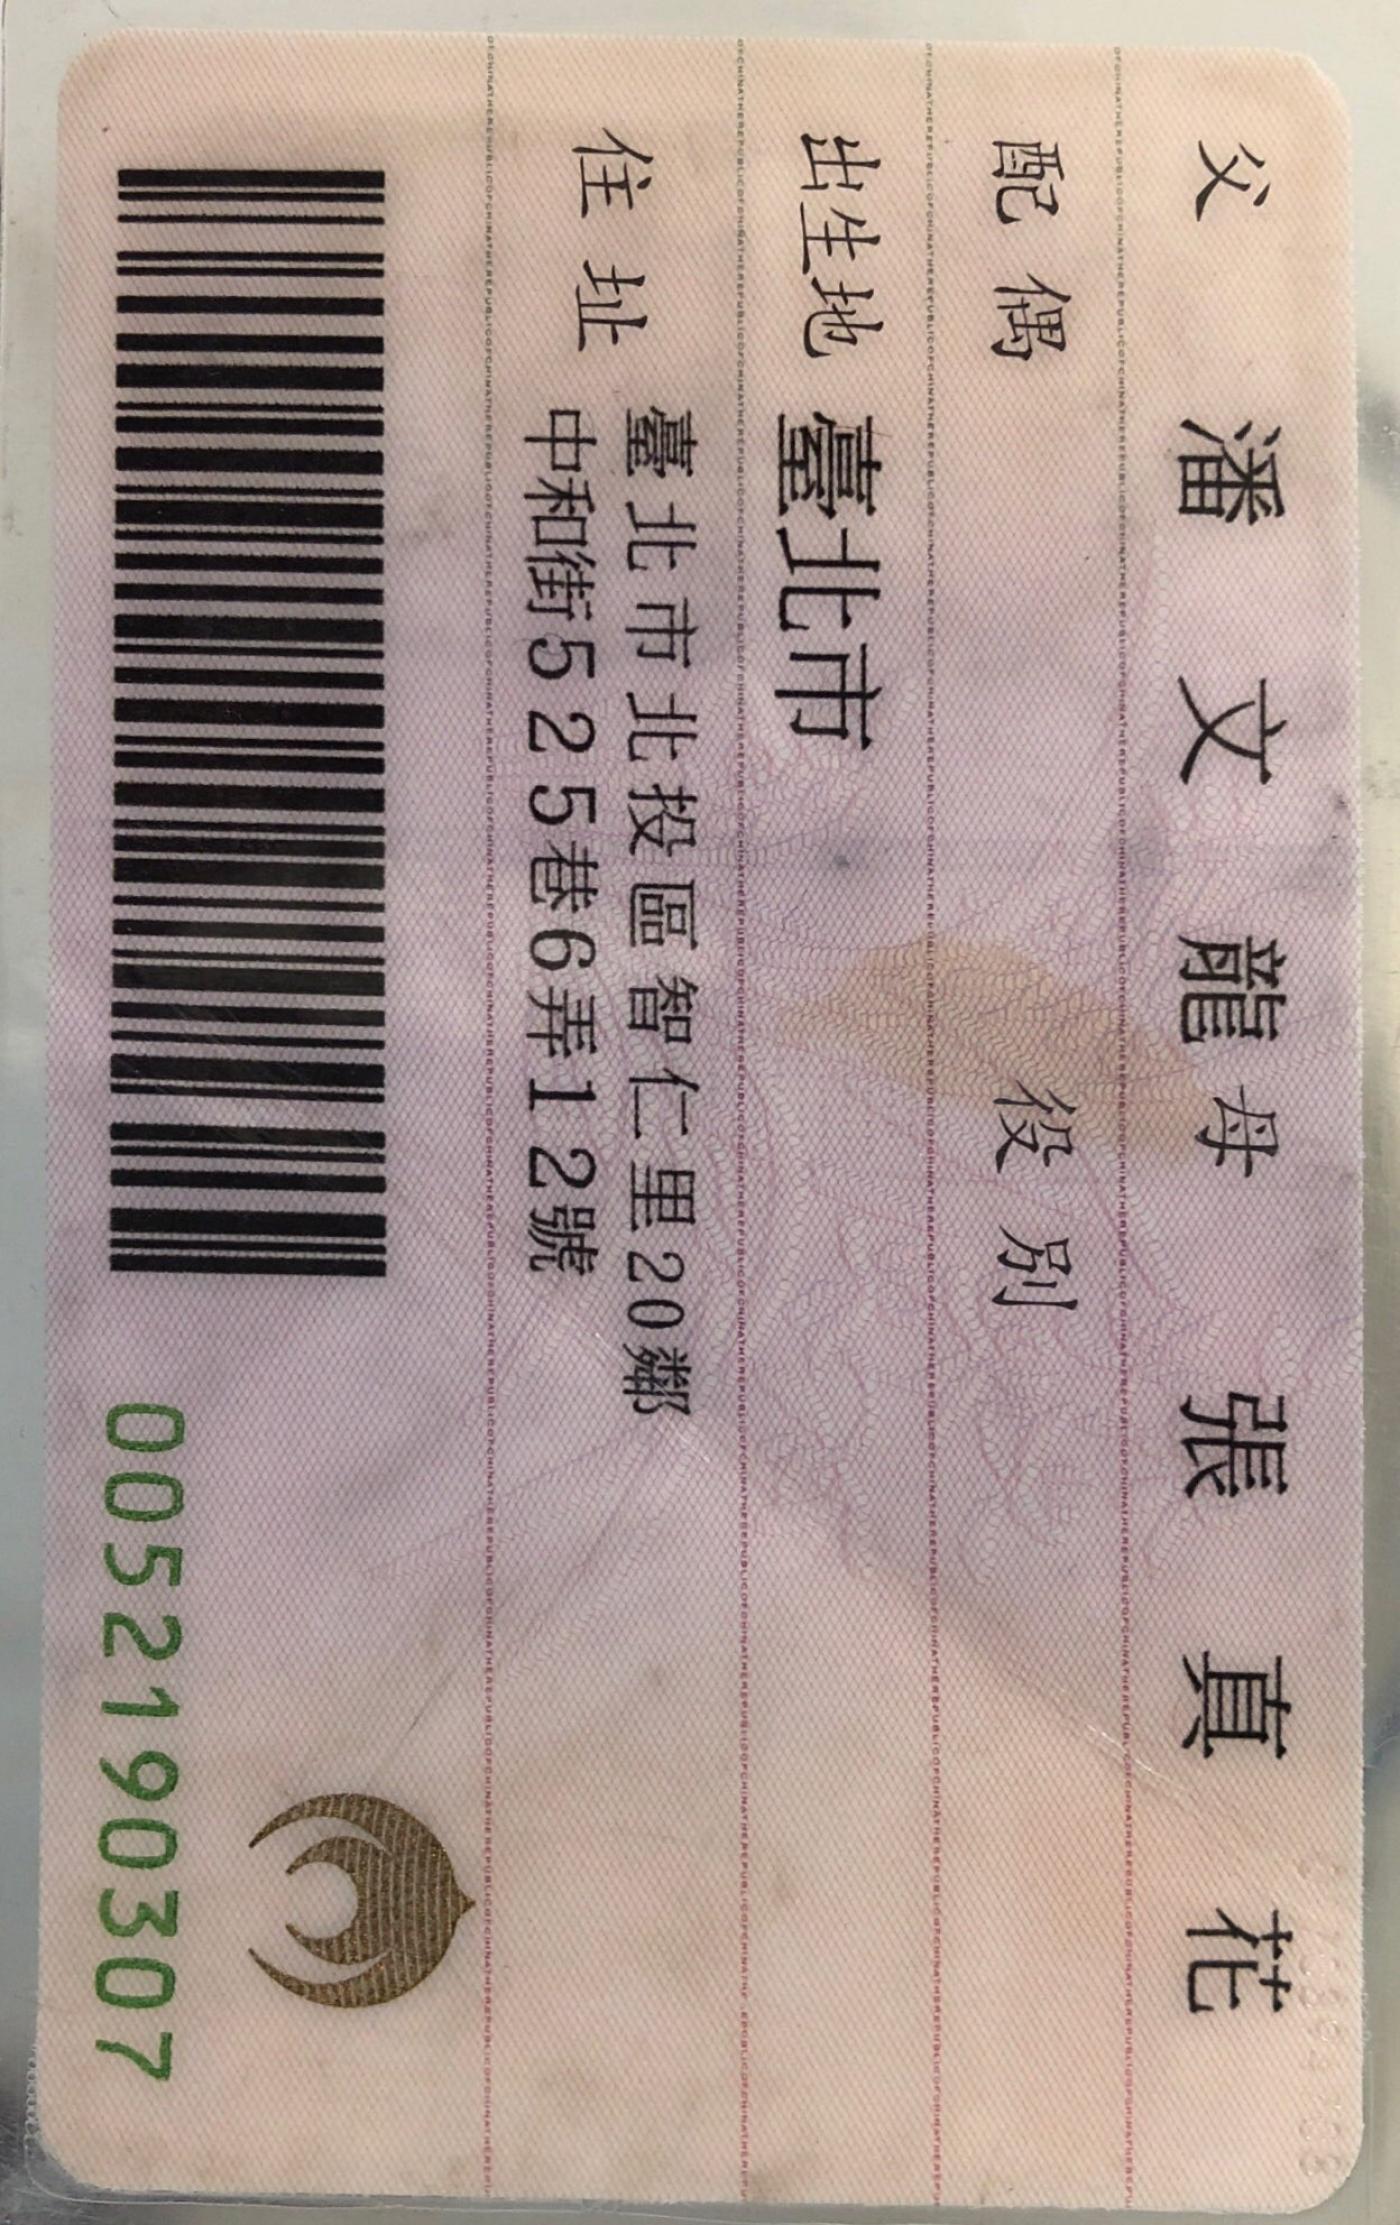 父 潘文龍 母 張真花
配偶 役別
出生地 臺北市
住址 臺北市北投區智仁里20鄰
中和街525巷6弄12號
0052190307